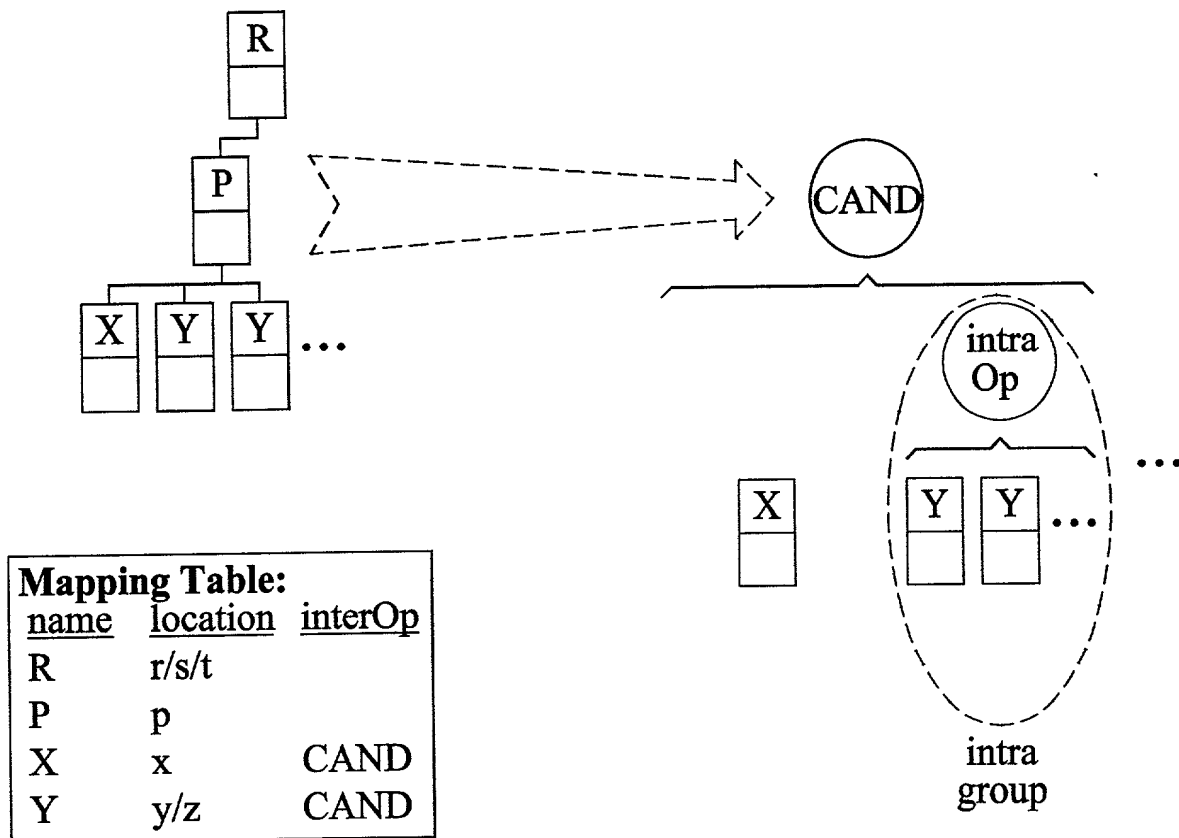 R
P
CAND
X Y Y ...
intra
Op
X Y Y ... ...
Mapping Table:
name location interOp
R r/s/t
P p
X x CAND
Y y/z CAND
intra
group